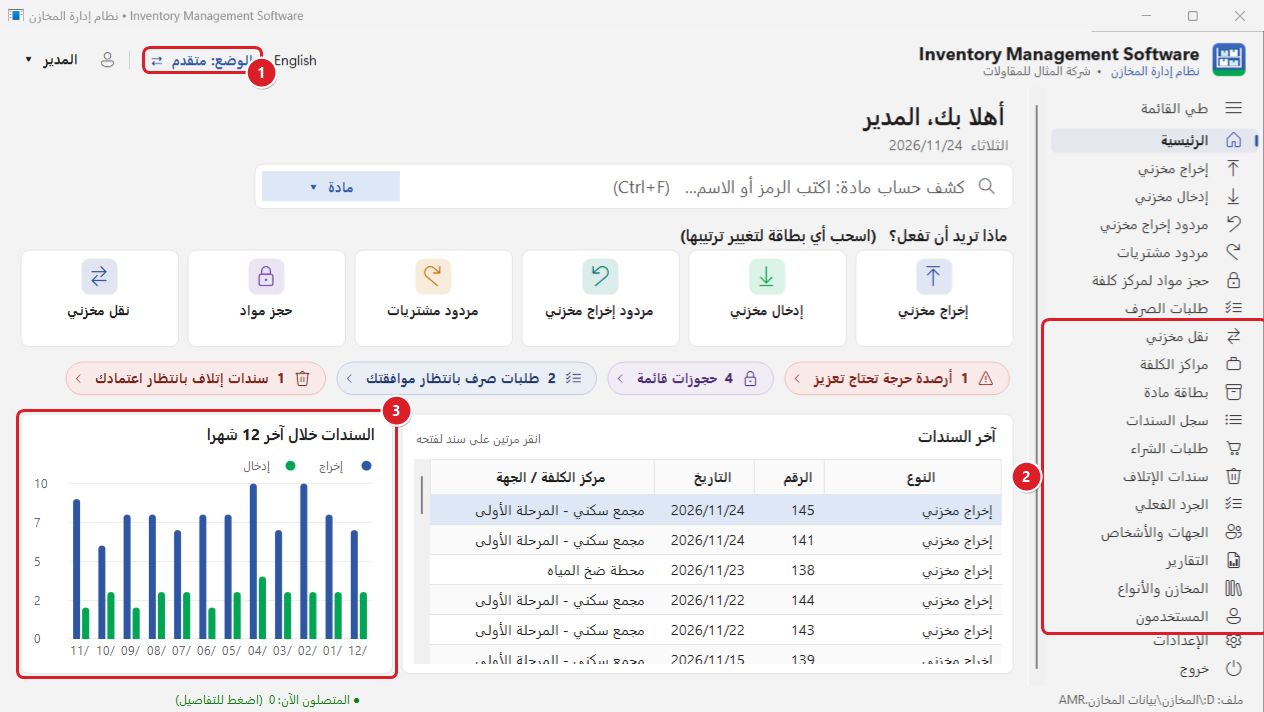 نظام إدارة المخازن • Inventory Management Software
Inventory Management Software
نظام إدارة المخازن • شركة المثال للمقاولات
English
الوضع: متقدم
1
المدير
طي القائمة
الرئيسية
إخراج مخزني
إدخال مخزني
مردود إخراج مخزني
مردود مشتريات
حجز مواد لمركز كلفة
طلبات الصرف
نقل مخزني
مراكز الكلفة
بطاقة مادة
سجل السندات
طلبات الشراء
سندات الإتلاف
الجرد الفعلي
الجهات والأشخاص
التقارير
المخازن والأنواع
المستخدمون
الإعدادات
خروج
2
أهلا بك، المدير
الثلاثاء 2026/11/24
كشف حساب مادة: اكتب الرمز أو الاسم... (Ctrl+F)
مادة
ماذا تريد أن تفعل؟ (اسحب أي بطاقة لتغيير ترتيبها)
إخراج مخزني
إدخال مخزني
مردود إخراج مخزني
مردود مشتريات
حجز مواد
نقل مخزني
1 أرصدة حرجة تحتاج تعزيز
4 حجوزات قائمة
2 طلبات صرف بانتظار موافقتك
1 سندات إتلاف بانتظار اعتمادك
آخر السندات
انقر مرتين على سند لفتحه
النوع الرقم التاريخ مركز الكلفة / الجهة
إخراج مخزني 145 2026/11/24 مجمع سكني - المرحلة الأولى
إخراج مخزني 141 2026/11/24 مجمع سكني - المرحلة الأولى
إخراج مخزني 138 2026/11/23 محطة ضخ المياه
إخراج مخزني 144 2026/11/22 مجمع سكني - المرحلة الأولى
إخراج مخزني 143 2026/11/22 مجمع سكني - المرحلة الأولى
إخراج مخزني 139 2026/11/15 مجمع سكني - المرحلة الأولى
3
السندات خلال آخر 12 شهرا
إخراج إدخال
10
7
5
2
0
11/ 10/ 09/ 08/ 07/ 06/ 05/ 04/ 03/ 02/ 01/ 12/
المتصلون الآن: 0 (اضغط للتفاصيل)
ملف: D:\المخازن\بيانات المخازن.AMR